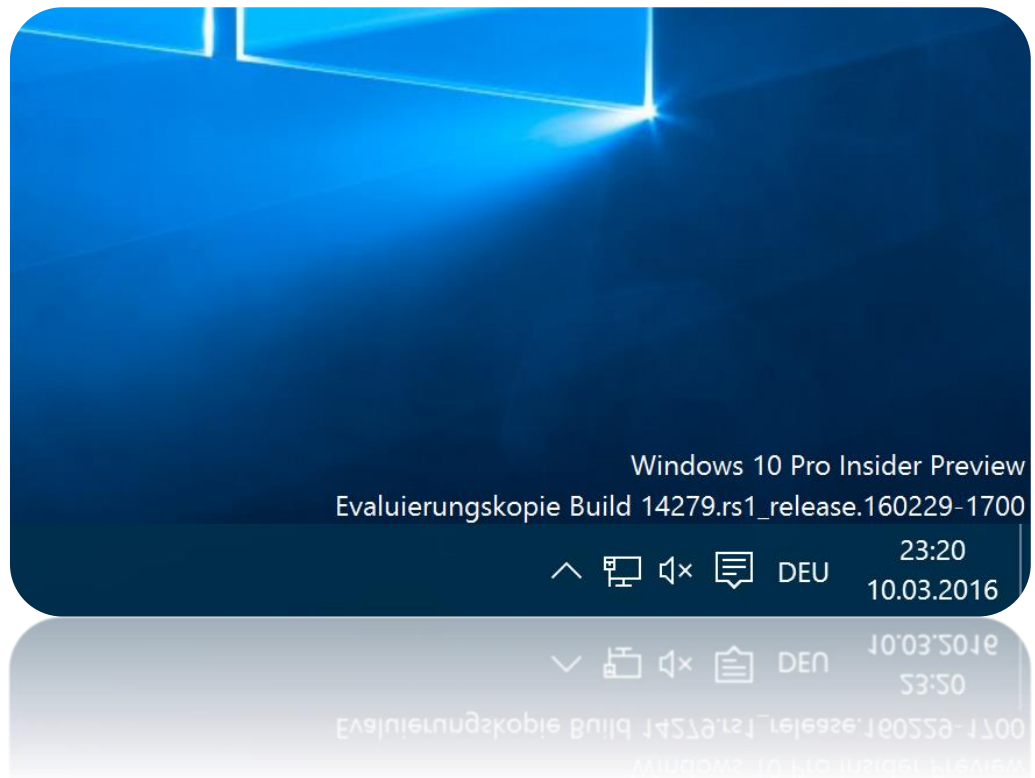 Windows 10 Pro Insider Preview
Evaluierungskopie Build 14279.rs1_release.160229-1700
DEU
23:20
10.03.2016